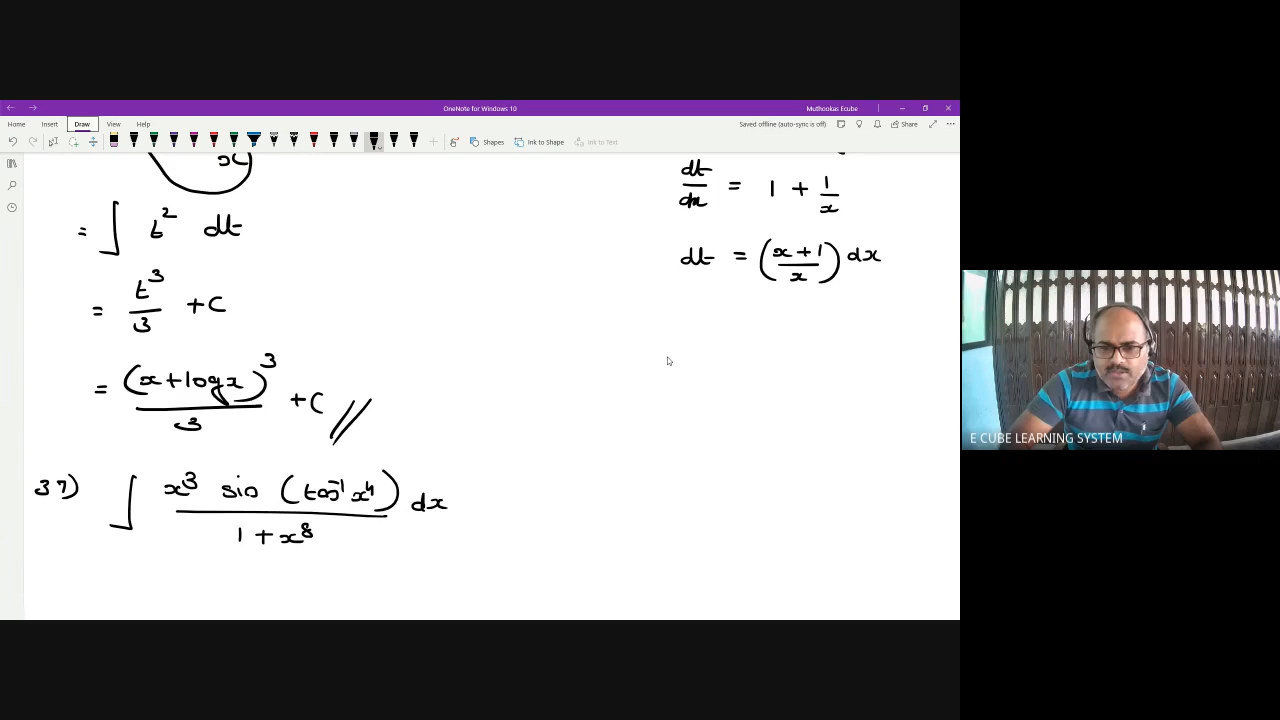 OneNote for Windows 10
Muthookas Ecube
Home Insert Draw View Help
Saved offline (auto-sync is off) Share
Shapes Ink to Shape Ink to Text
x
= ∫ t² dt
= t³/3 + C
= (x + log x)³/3 + C //
37) ∫ x³ sin (tan⁻¹ x⁴)/(1 + x⁸) dx
dt/dx = 1 + 1/x
dt = ((x + 1)/x) dx
E CUBE LEARNING SYSTEM